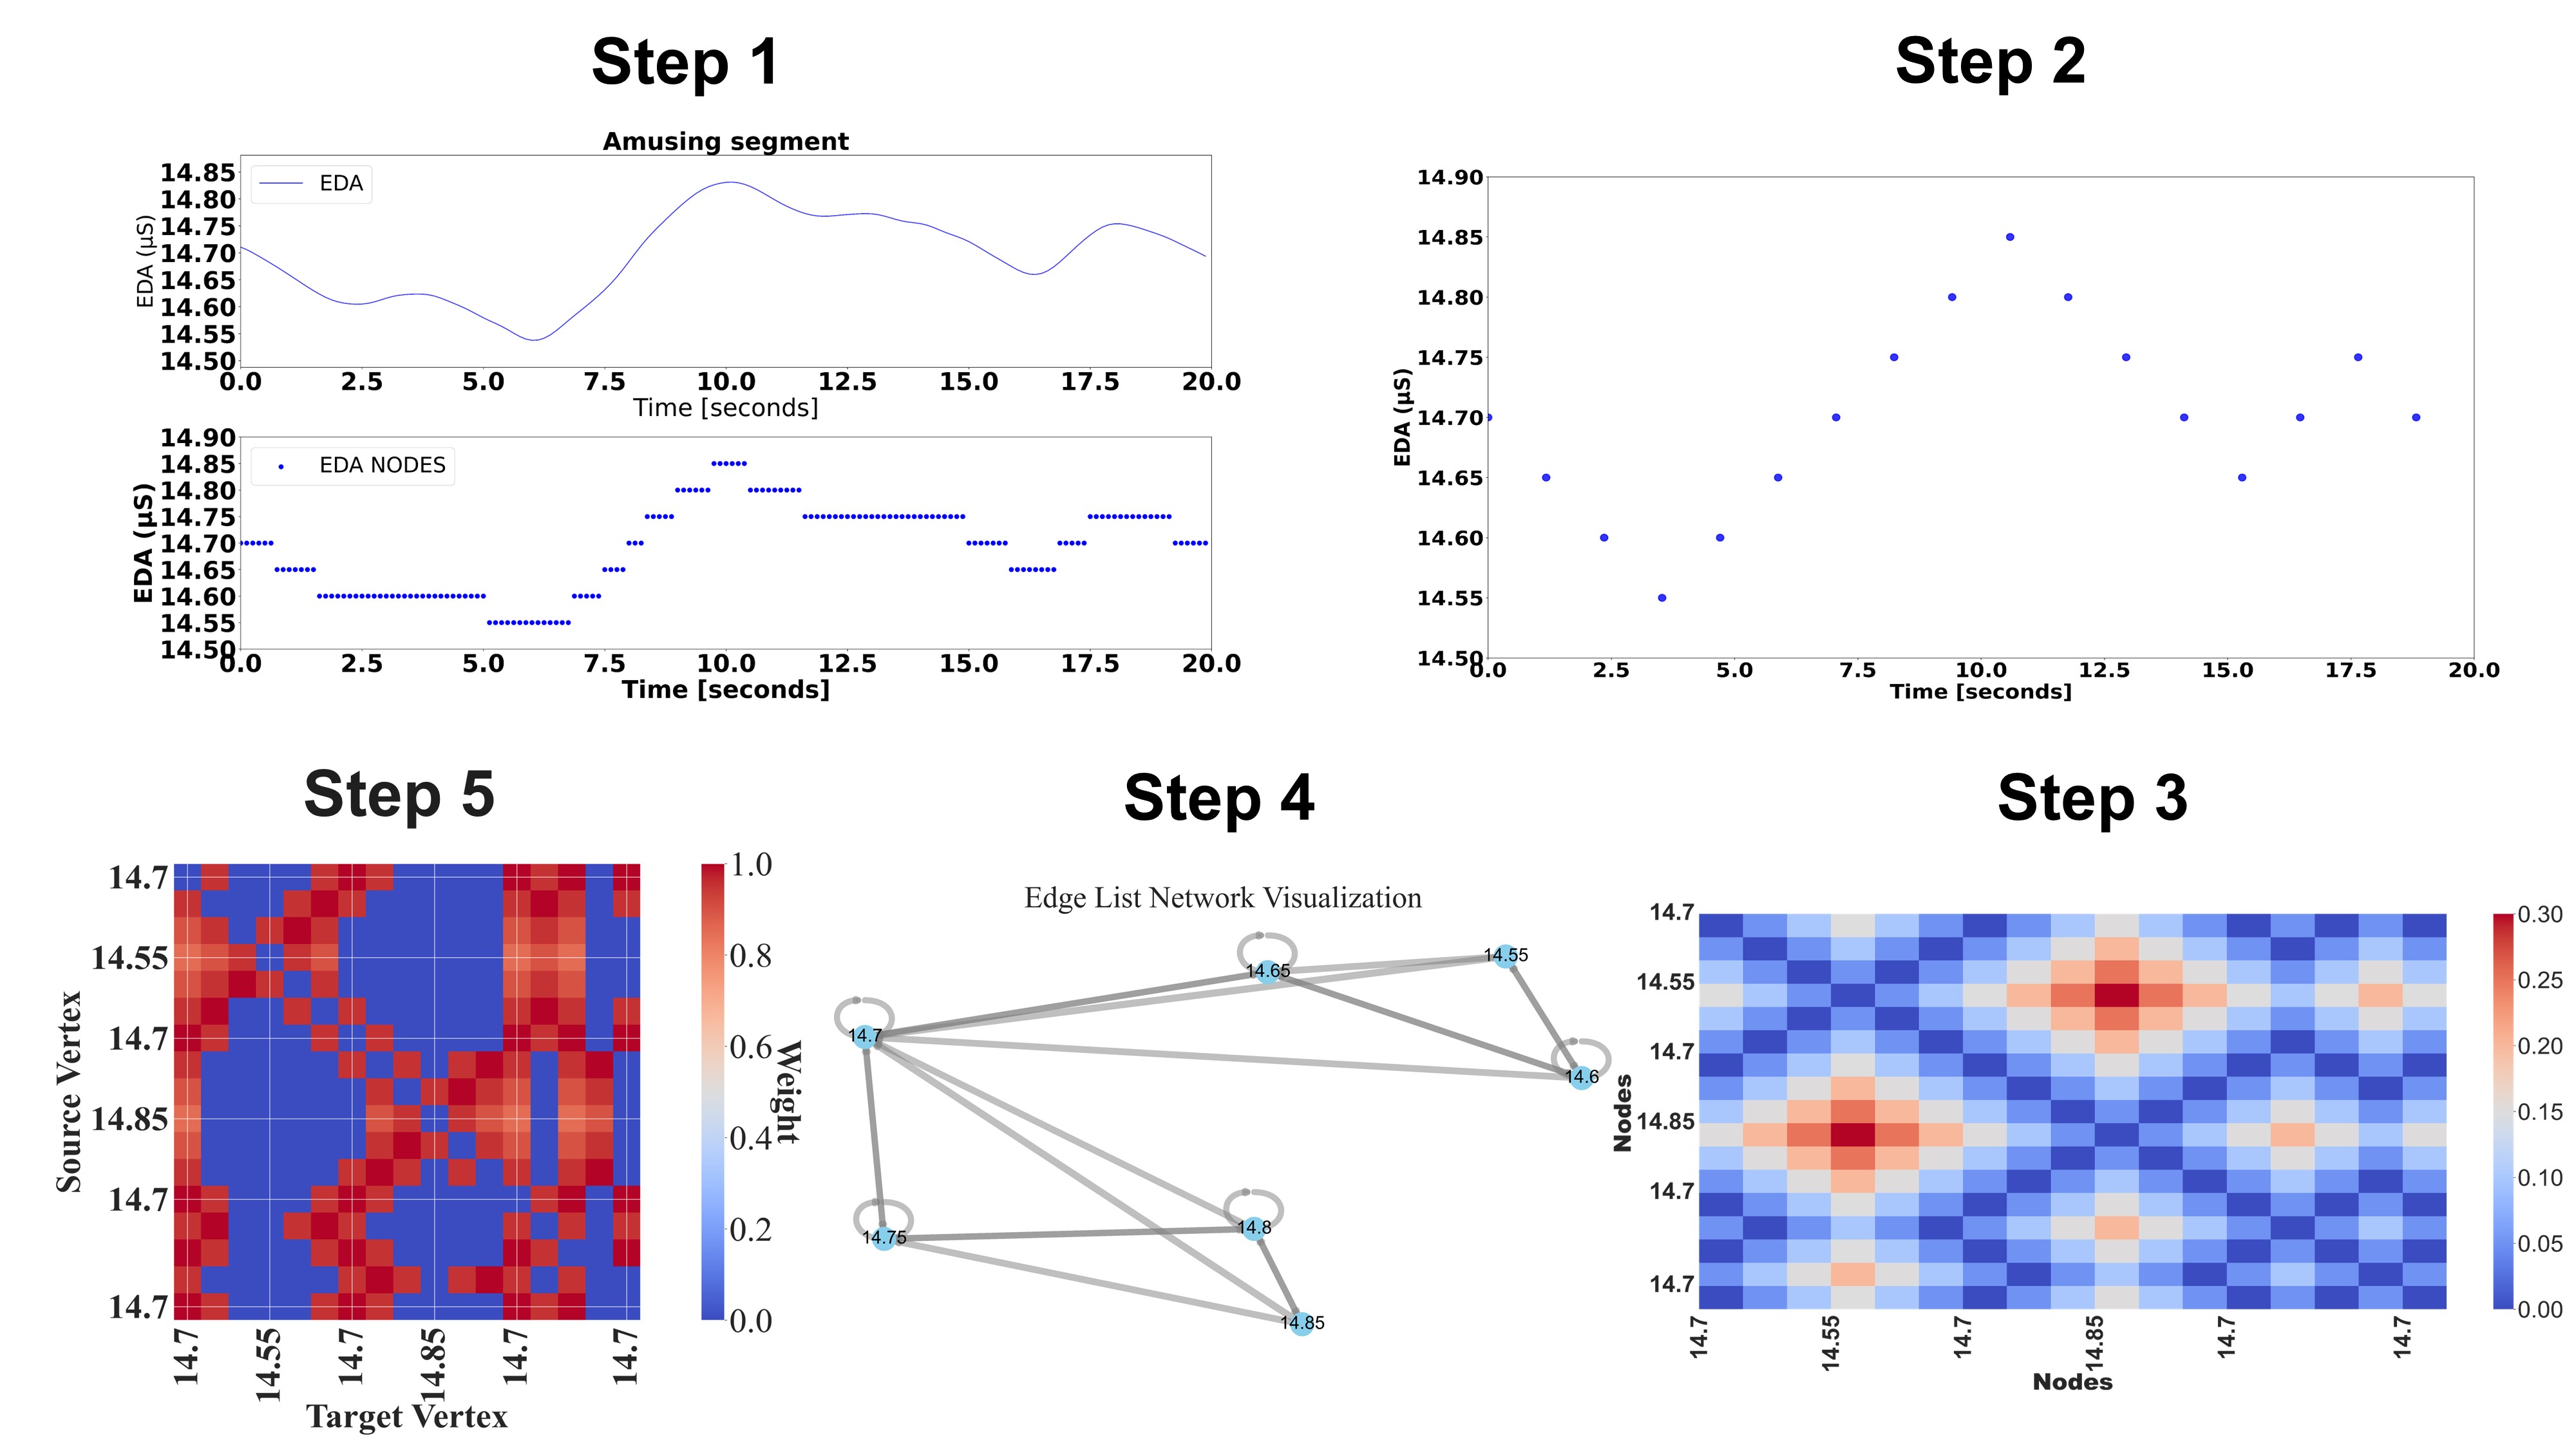 Step 1
Amusing segment
EDA
EDA (µS)
14.85
14.80
14.75
14.70
14.65
14.60
14.55
14.50
0.0 2.5 5.0 7.5 10.0 12.5 15.0 17.5 20.0
Time [seconds]
EDA NODES
EDA (µS)
14.90
14.85
14.80
14.75
14.70
14.65
14.60
14.55
14.50
0.0 2.5 5.0 7.5 10.0 12.5 15.0 17.5 20.0
Time [seconds]
Step 2
EDA (µS)
14.90
14.85
14.80
14.75
14.70
14.65
14.60
14.55
14.50
0.0 2.5 5.0 7.5 10.0 12.5 15.0 17.5 20.0
Time [seconds]
Step 5
Source Vertex
14.7
14.55
14.7
14.85
14.7
14.7
14.7 14.55 14.7 14.85 14.7 14.7
Target Vertex
1.0
0.8
0.6
0.4
0.2
0.0
Weight
Step 4
Edge List Network Visualization
14.55
14.65
14.7
14.6
14.75
14.8
14.85
Step 3
Nodes
14.7
14.55
14.7
14.85
14.7
14.7
14.7 14.55 14.7 14.85 14.7 14.7
Nodes
0.30
0.25
0.20
0.15
0.10
0.05
0.00